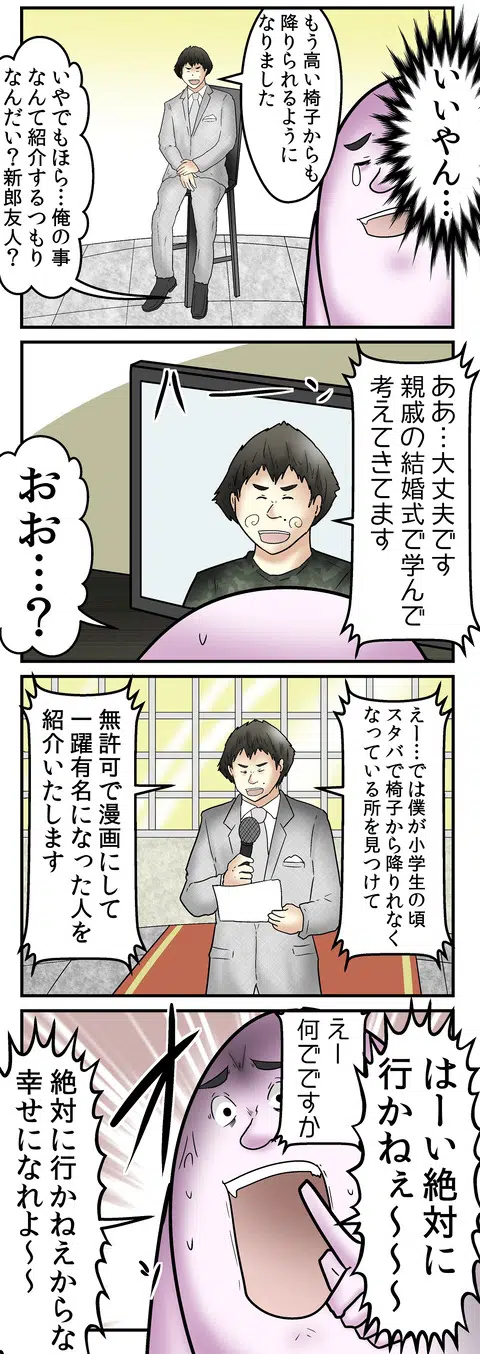 いいやん…
もう高い椅子からも
降りられるように
なりました
いやでもほら…俺の事
なんて紹介するつもり
なんだい？新郎友人？
ああ…大丈夫です
親戚の結婚式で学んで
考えてきてます
おお…？
えー…では僕が小学生の頃
スタバで椅子から降りれなく
なっている所を見つけて
無許可で漫画にして
一躍有名になった人を
紹介いたします
はーい絶対に
行かねぇ〜〜〜
えー
何でですか
絶対に行かねえからな
幸せになれよ〜〜